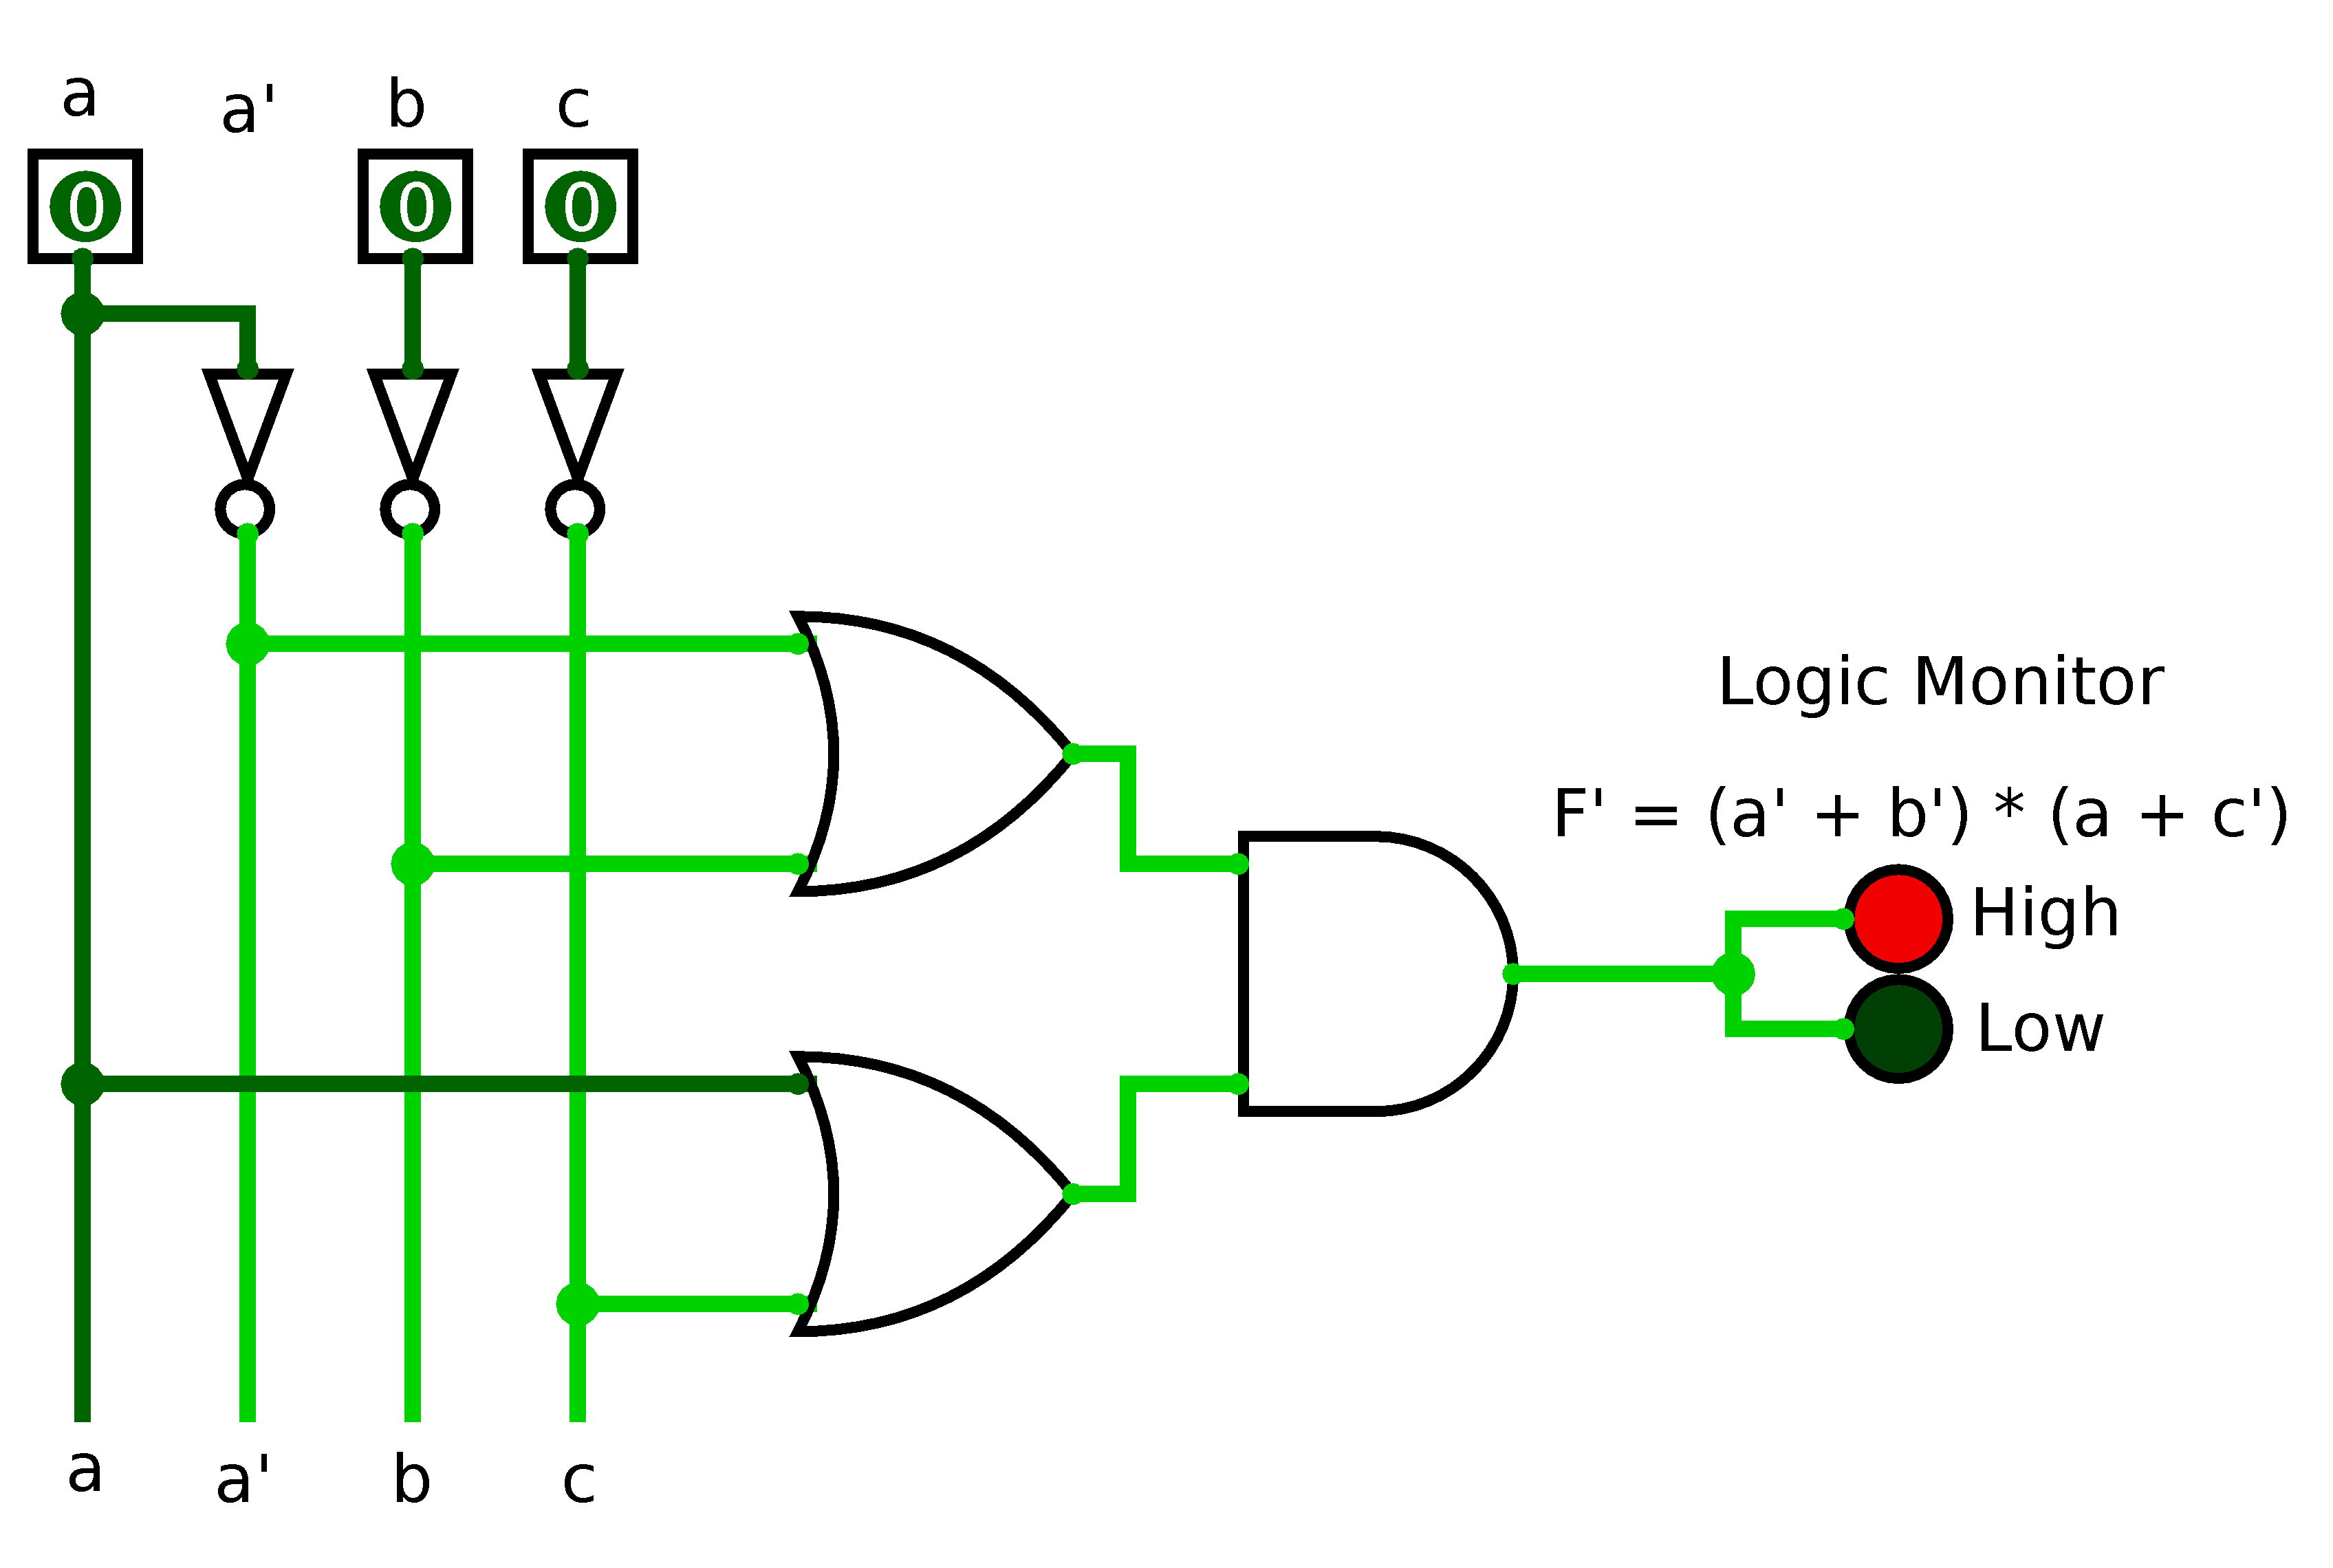 a a' b c
0 0 0
Logic Monitor
F' = (a' + b') * (a + c')
High
Low
a a' b c